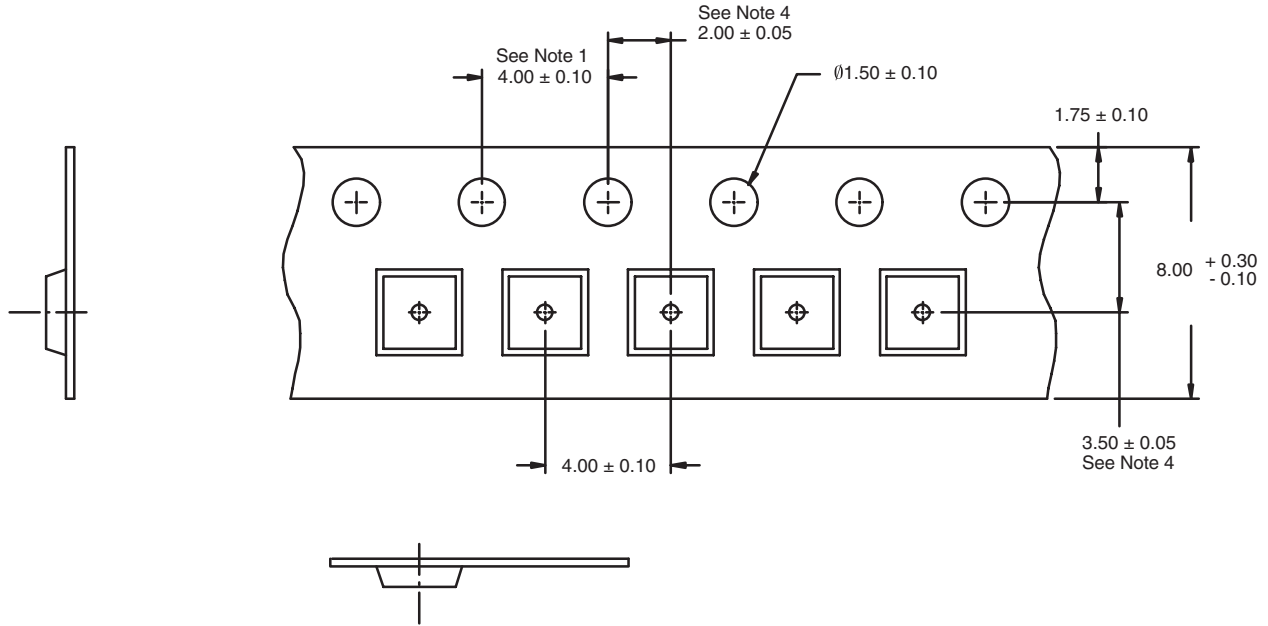 See Note 4
2.00 ± 0.05
See Note 1
4.00 ± 0.10
Ø1.50 ± 0.10
1.75 ± 0.10
8.00 + 0.30
- 0.10
4.00 ± 0.10
3.50 ± 0.05
See Note 4